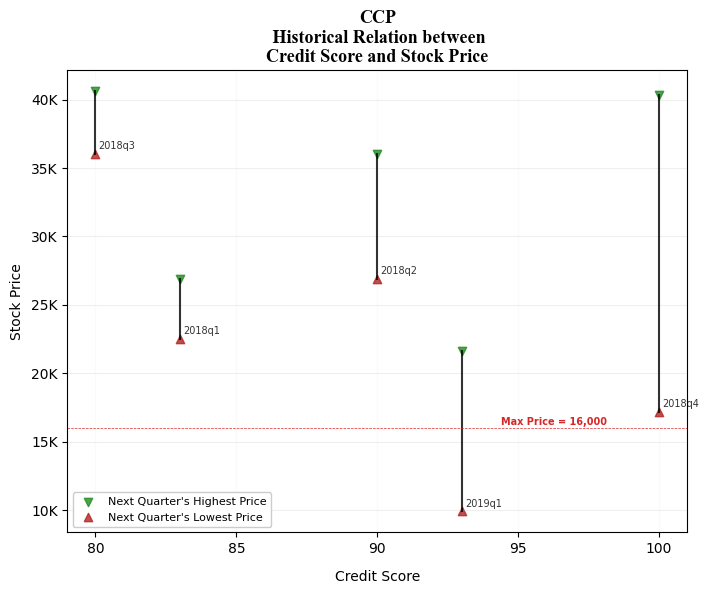 CCP
Historical Relation between
Credit Score and Stock Price
Stock Price
40K
35K
30K
25K
20K
15K
10K
2018q3
2018q1
2018q2
2019q1
2018q4
Max Price = 16,000
Next Quarter's Highest Price
Next Quarter's Lowest Price
80
85
90
95
100
Credit Score